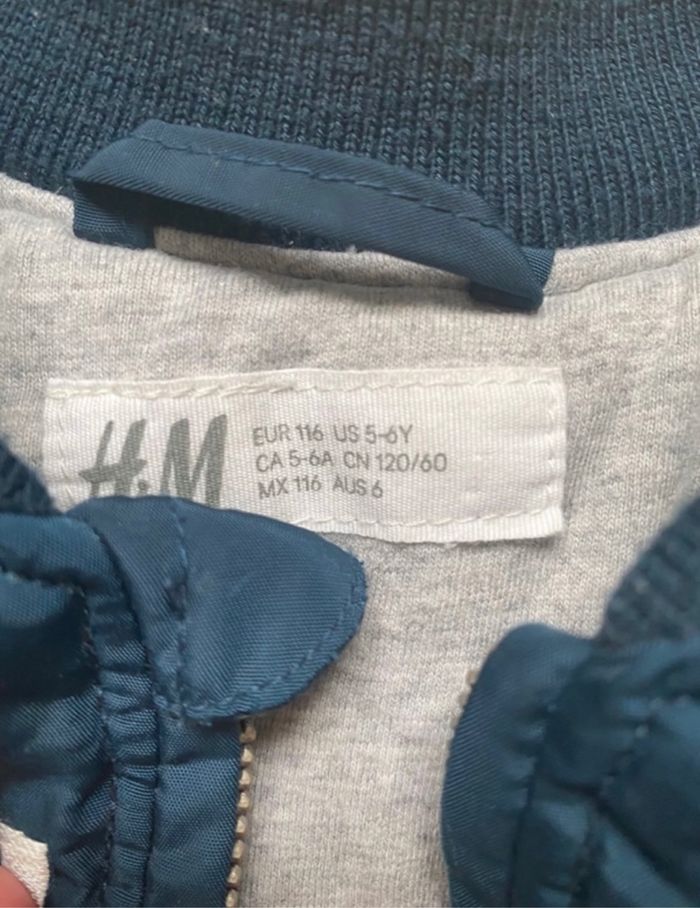 H&M
EUR 116 US 5-6Y
CA 5-6A CN 120/60
MX 116 AUS 6